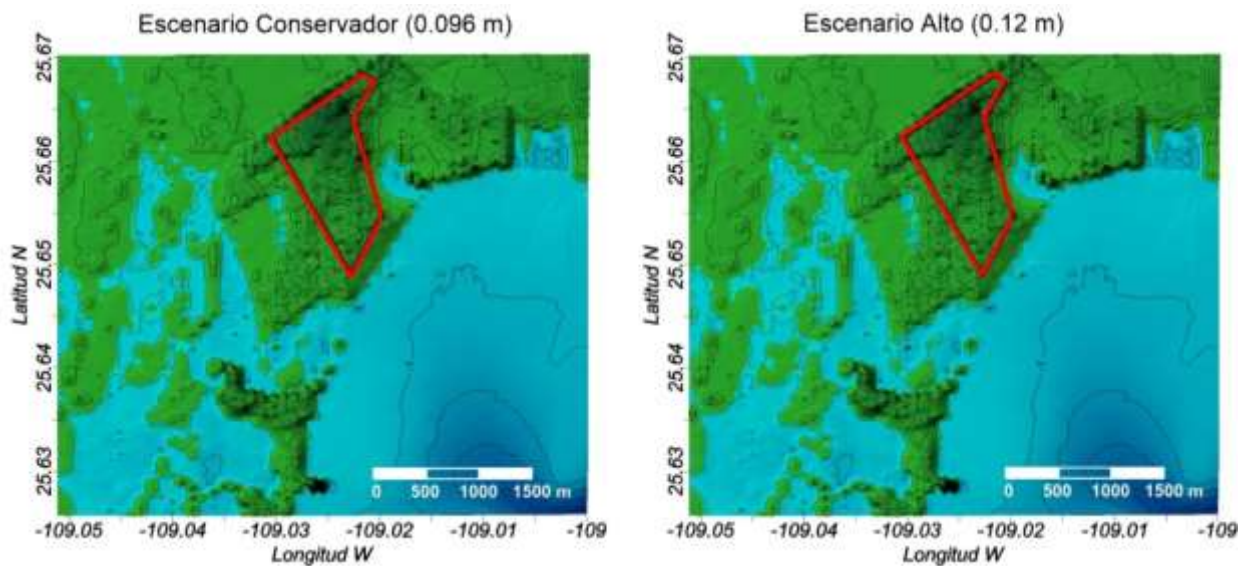 Escenario Conservador (0.096 m)
25.67
25.66
25.65
25.64
25.63
Latitud N
0 500 1000 1500 m
-109.05 -109.04 -109.03 -109.02 -109.01 -109
Longitud W
Escenario Alto (0.12 m)
25.67
25.66
25.65
25.64
25.63
Latitud N
0 500 1000 1500 m
-109.05 -109.04 -109.03 -109.02 -109.01 -109
Longitud W